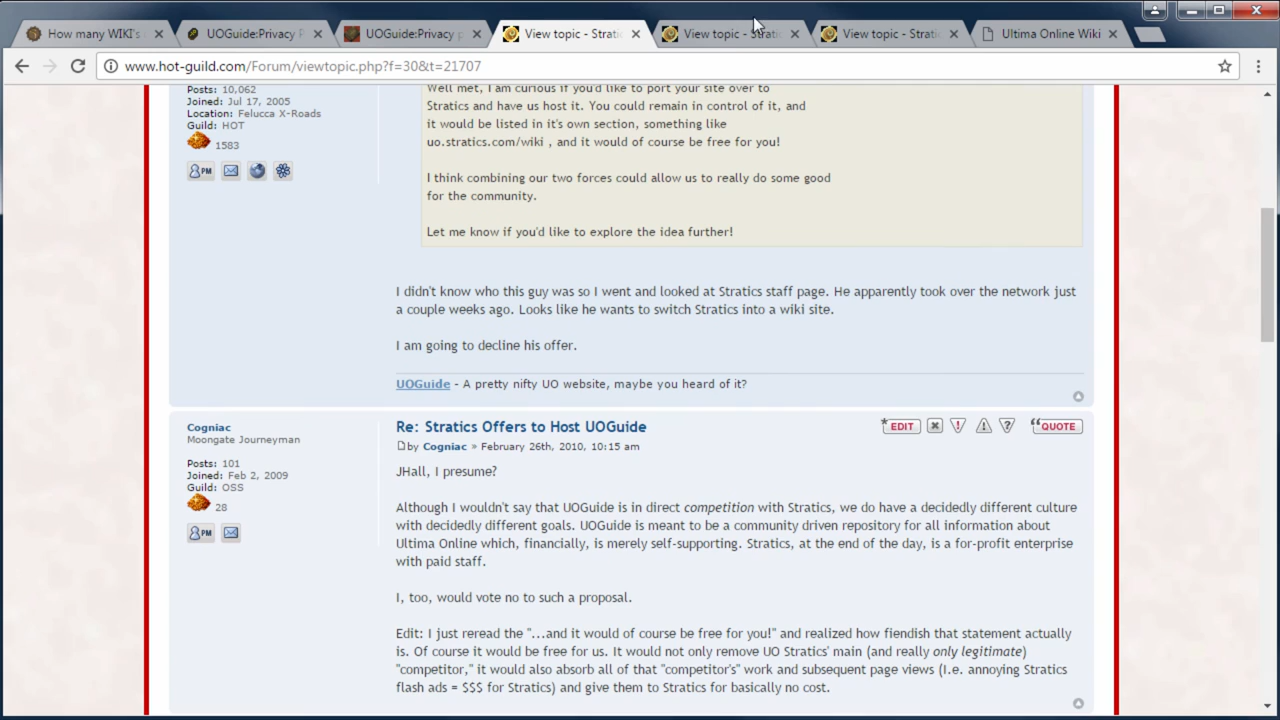 How many WIKI's
UOGuide:Privacy P
UOGuide:Privacy p
View topic - Strati
View topic - Strati
View topic - Strati
Ultima Online Wiki
www.hot-guild.com/Forum/viewtopic.php?f=30&t=21707
Posts: 10,062
Joined: Jul 17, 2005
Location: Felucca X-Roads
Guild: HOT
1583
PM
Well met, I am curious if you'd like to port your site over to
Stratics and have us host it. You could remain in control of it, and
it would be listed in it's own section, something like
uo.stratics.com/wiki , and it would of course be free for you!
I think combining our two forces could allow us to really do some good
for the community.
Let me know if you'd like to explore the idea further!
I didn't know who this guy was so I went and looked at Stratics staff page. He apparently took over the network just
a couple weeks ago. Looks like he wants to switch Stratics into a wiki site.
I am going to decline his offer.
UOGuide - A pretty nifty UO website, maybe you heard of it?
Cogniac
Moongate Journeyman
Posts: 101
Joined: Feb 2, 2009
Guild: OSS
28
PM
Re: Stratics Offers to Host UOGuide
EDIT
QUOTE
by Cogniac » February 26th, 2010, 10:15 am
JHall, I presume?
Although I wouldn't say that UOGuide is in direct competition with Stratics, we do have a decidedly different culture
with decidedly different goals. UOGuide is meant to be a community driven repository for all information about
Ultima Online which, financially, is merely self-supporting. Stratics, at the end of the day, is a for-profit enterprise
with paid staff.
I, too, would vote no to such a proposal.
Edit: I just reread the "...and it would of course be free for you!" and realized how fiendish that statement actually
is. Of course it would be free for us. It would not only remove UO Stratics' main (and really only legitimate)
"competitor," it would also absorb all of that "competitor's" work and subsequent page views (I.e. annoying Stratics
flash ads = $$$ for Stratics) and give them to Stratics for basically no cost.